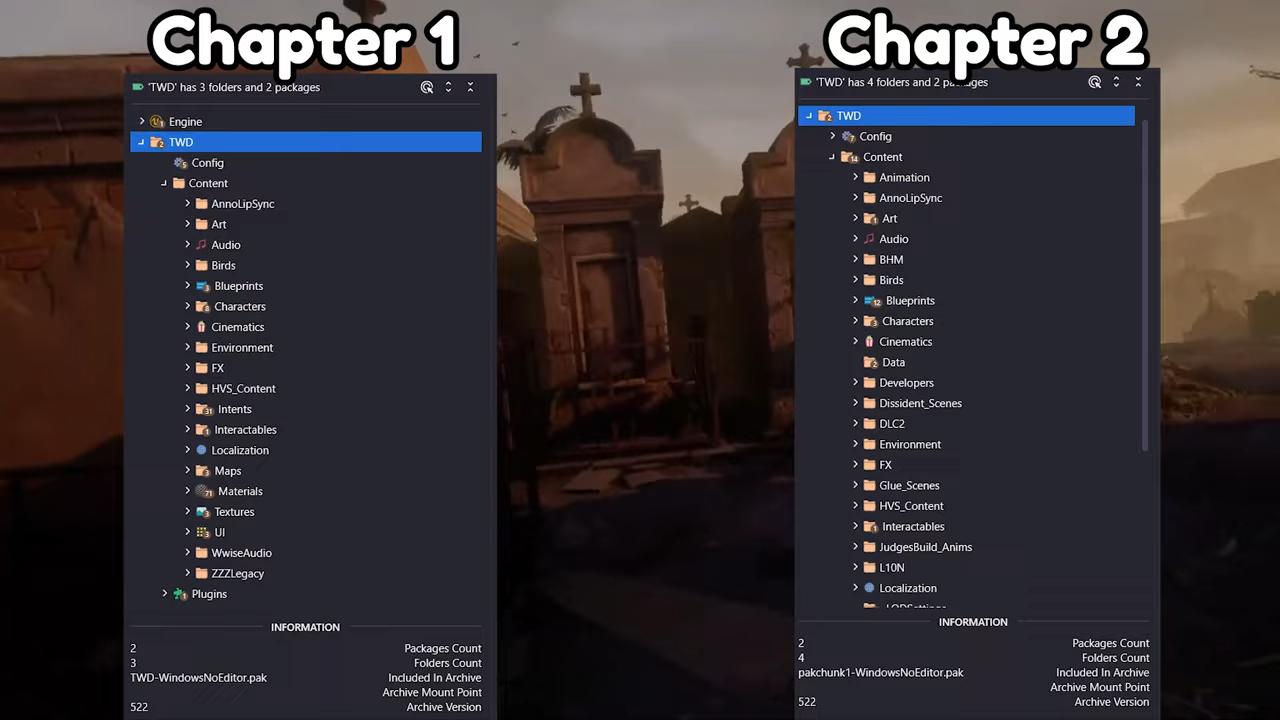 Chapter 1
'TWD' has 3 folders and 2 packages
Engine
TWD
Config
Content
AnnoLipSync
Art
Audio
Birds
Blueprints
Characters
Cinematics
Environment
FX
HVS_Content
Intents
Interactables
Localization
Maps
Materials
Textures
UI
WwiseAudio
ZZZLegacy
Plugins
INFORMATION
2 Packages Count
3 Folders Count
TWD-WindowsNoEditor.pak Included In Archive
Archive Mount Point
522 Archive Version
Chapter 2
'TWD' has 4 folders and 2 packages
TWD
Config
Content
Animation
AnnoLipSync
Art
Audio
BHM
Birds
Blueprints
Characters
Cinematics
Data
Developers
Dissident_Scenes
DLC2
Environment
FX
Glue_Scenes
HVS_Content
Interactables
JudgesBuild_Anims
L10N
Localization
INFORMATION
2 Packages Count
4 Folders Count
pakchunk1-WindowsNoEditor.pak Included In Archive
Archive Mount Point
522 Archive Version